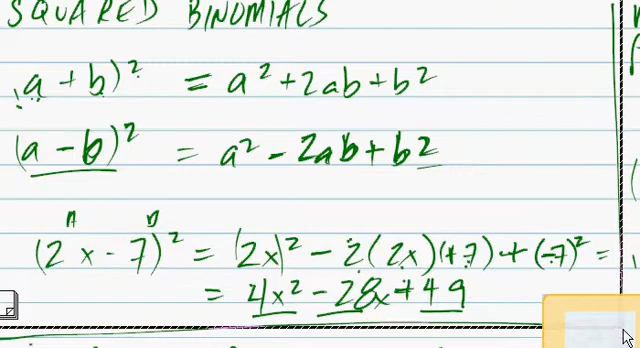 SQUARED BINOMIALS
(a + b)² = a² + 2ab + b²
(a - b)² = a² - 2ab + b²
A B
(2x - 7)² = (2x)² - 2(2x)(+7) + (-7)² =
= 4x² - 28x + 49